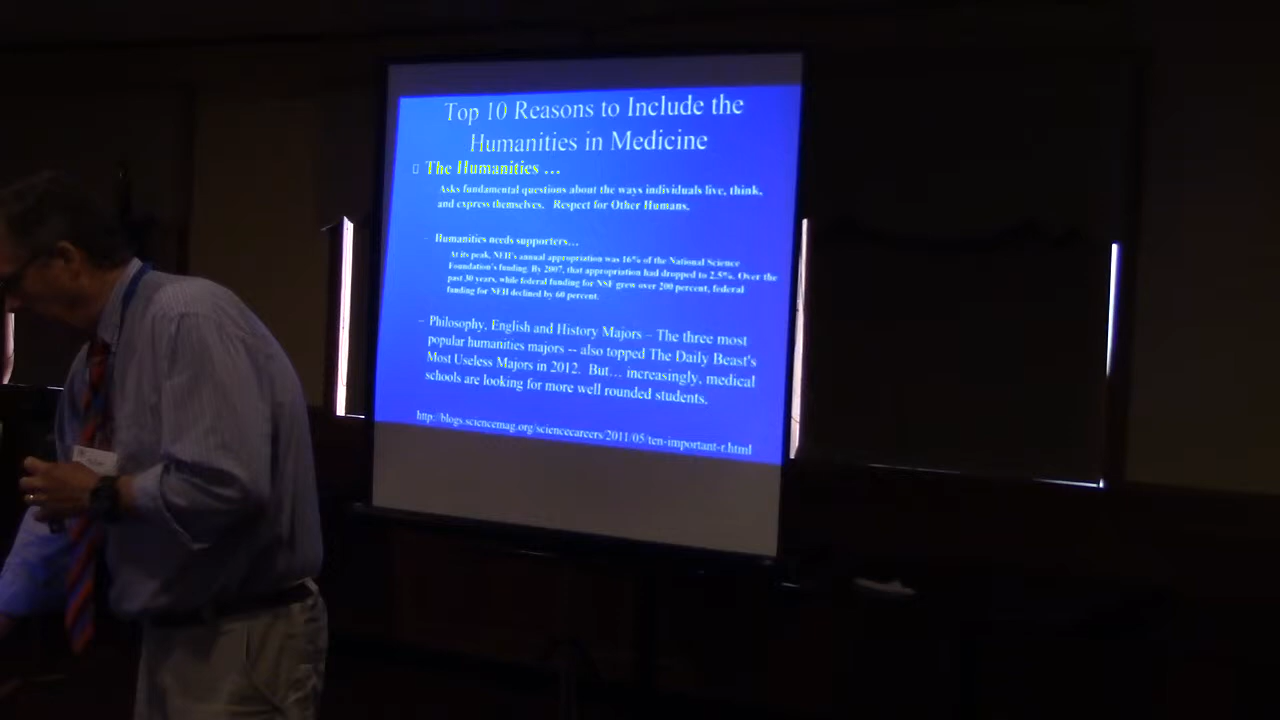 Top 10 Reasons to Include the
Humanities in Medicine
The Humanities …
Asks fundamental questions about the ways individuals live, think,
and express themselves. Respect for Other Humans.
– Humanities needs supporters…
At its peak, NEH's annual appropriation was 16% of the National Science
Foundation's funding. By 2007, that appropriation had dropped to 2.5%. Over the
past 30 years, while federal funding for NSF grew over 200 percent, federal
funding for NEH declined by 60 percent.
– Philosophy, English and History Majors – The three most
popular humanities majors -- also topped The Daily Beast's
Most Useless Majors in 2012. But… increasingly, medical
schools are looking for more well rounded students.
http://blogs.sciencemag.org/sciencecareers/2011/05/ten-important-r.html